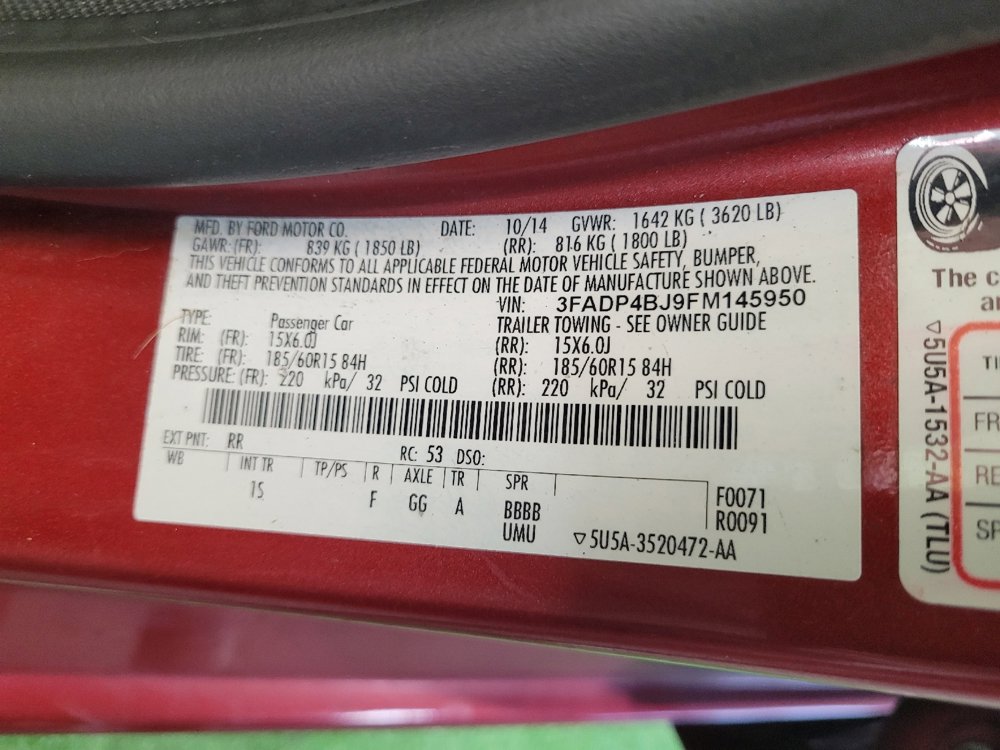 MFD. BY FORD MOTOR CO. DATE: 10/14 GVWR: 1642 KG ( 3620 LB)
GAWR: (FR): 839 KG ( 1850 LB) (RR): 816 KG ( 1800 LB)
THIS VEHICLE CONFORMS TO ALL APPLICABLE FEDERAL MOTOR VEHICLE SAFETY, BUMPER,
AND THEFT PREVENTION STANDARDS IN EFFECT ON THE DATE OF MANUFACTURE SHOWN ABOVE.
VIN: 3FADP4BJ9FM145950
TYPE: Passenger Car TRAILER TOWING - SEE OWNER GUIDE
RIM: (FR): 15X6.0J (RR): 15X6.0J
TIRE: (FR): 185/60R15 84H (RR): 185/60R15 84H
PRESSURE: (FR): 220 kPa/ 32 PSI COLD (RR): 220 kPa/ 32 PSI COLD
EXT PNT: RR RC: 53 DSO:
WB INT TR TP/PS R AXLE TR SPR
1S F GG A BBBB F0071
UMU R0091
▽5U5A-3520472-AA
The c
an
TI
FR
RE
SP
▽5U5A-1532-AA (TLU)